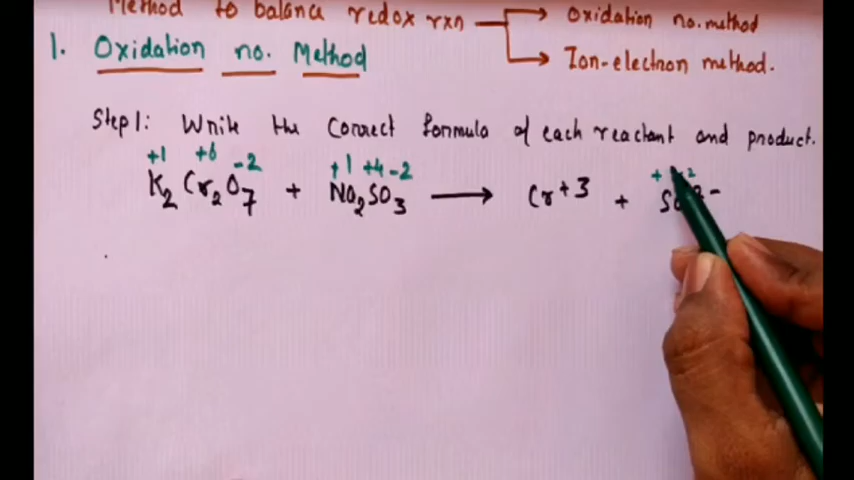 Method to balance redox rxn → Oxidation no. method
→ Ion-electron method.
1. Oxidation no. Method
Step 1: Write the Correct formula of each reactant and product.
+1 +6 -2 +1 +4 -2 + 2
K₂Cr₂O₇ + Na₂SO₃ → Cr+3 +